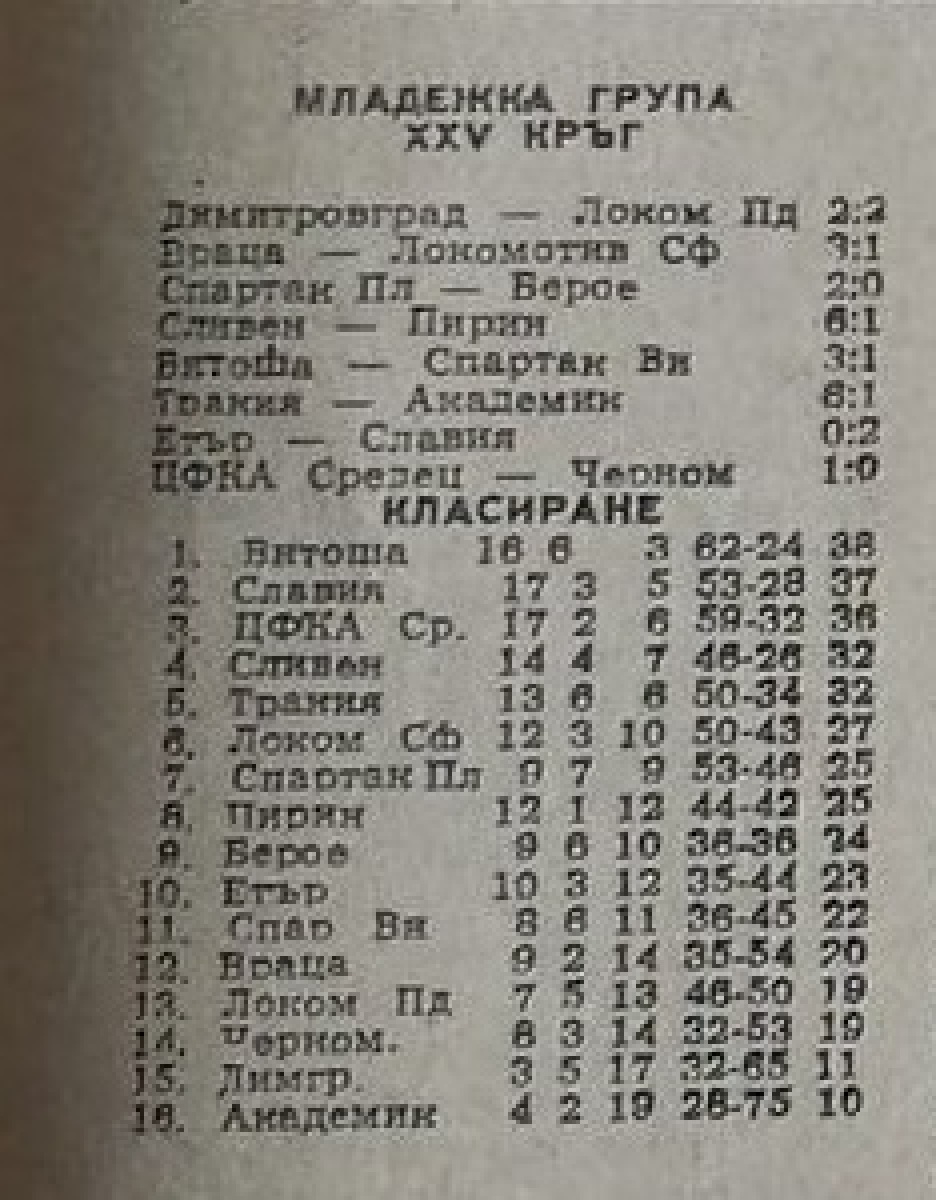 МЛАДЕЖКА ГРУПА
XXV КРЪГ
Димитровград — Локом Пд 2:2
Враца — Локомотив Сф 3:1
Спартак Пл — Берое 2:0
Сливен — Пирин 6:1
Витоша — Спартак Вн 3:1
Тракия — Академик 6:1
Етър — Славия 0:2
ЦФКА Средец — Черном 1:0
КЛАСИРАНЕ
1. Витоша 16 6 3 62-24 38
2. Славия 17 3 5 53-28 37
3. ЦФКА Ср. 17 2 6 59-32 36
4. Сливен 14 4 7 46-26 32
5. Тракия 13 6 6 50-34 32
6. Локом Сф 12 3 10 50-43 27
7. Спартак Пл 9 7 9 53-46 25
8. Пирин 12 1 12 44-42 25
9. Берое 9 6 10 36-36 24
10. Етър 10 3 12 35-44 23
11. Спар Вн 8 6 11 36-45 22
12. Враца 9 2 14 35-54 20
13. Локом Пд 7 5 13 46-50 19
14. Черном. 8 3 14 32-53 19
15. Димгр. 3 5 17 32-65 11
16. Академик 4 2 19 28-75 10